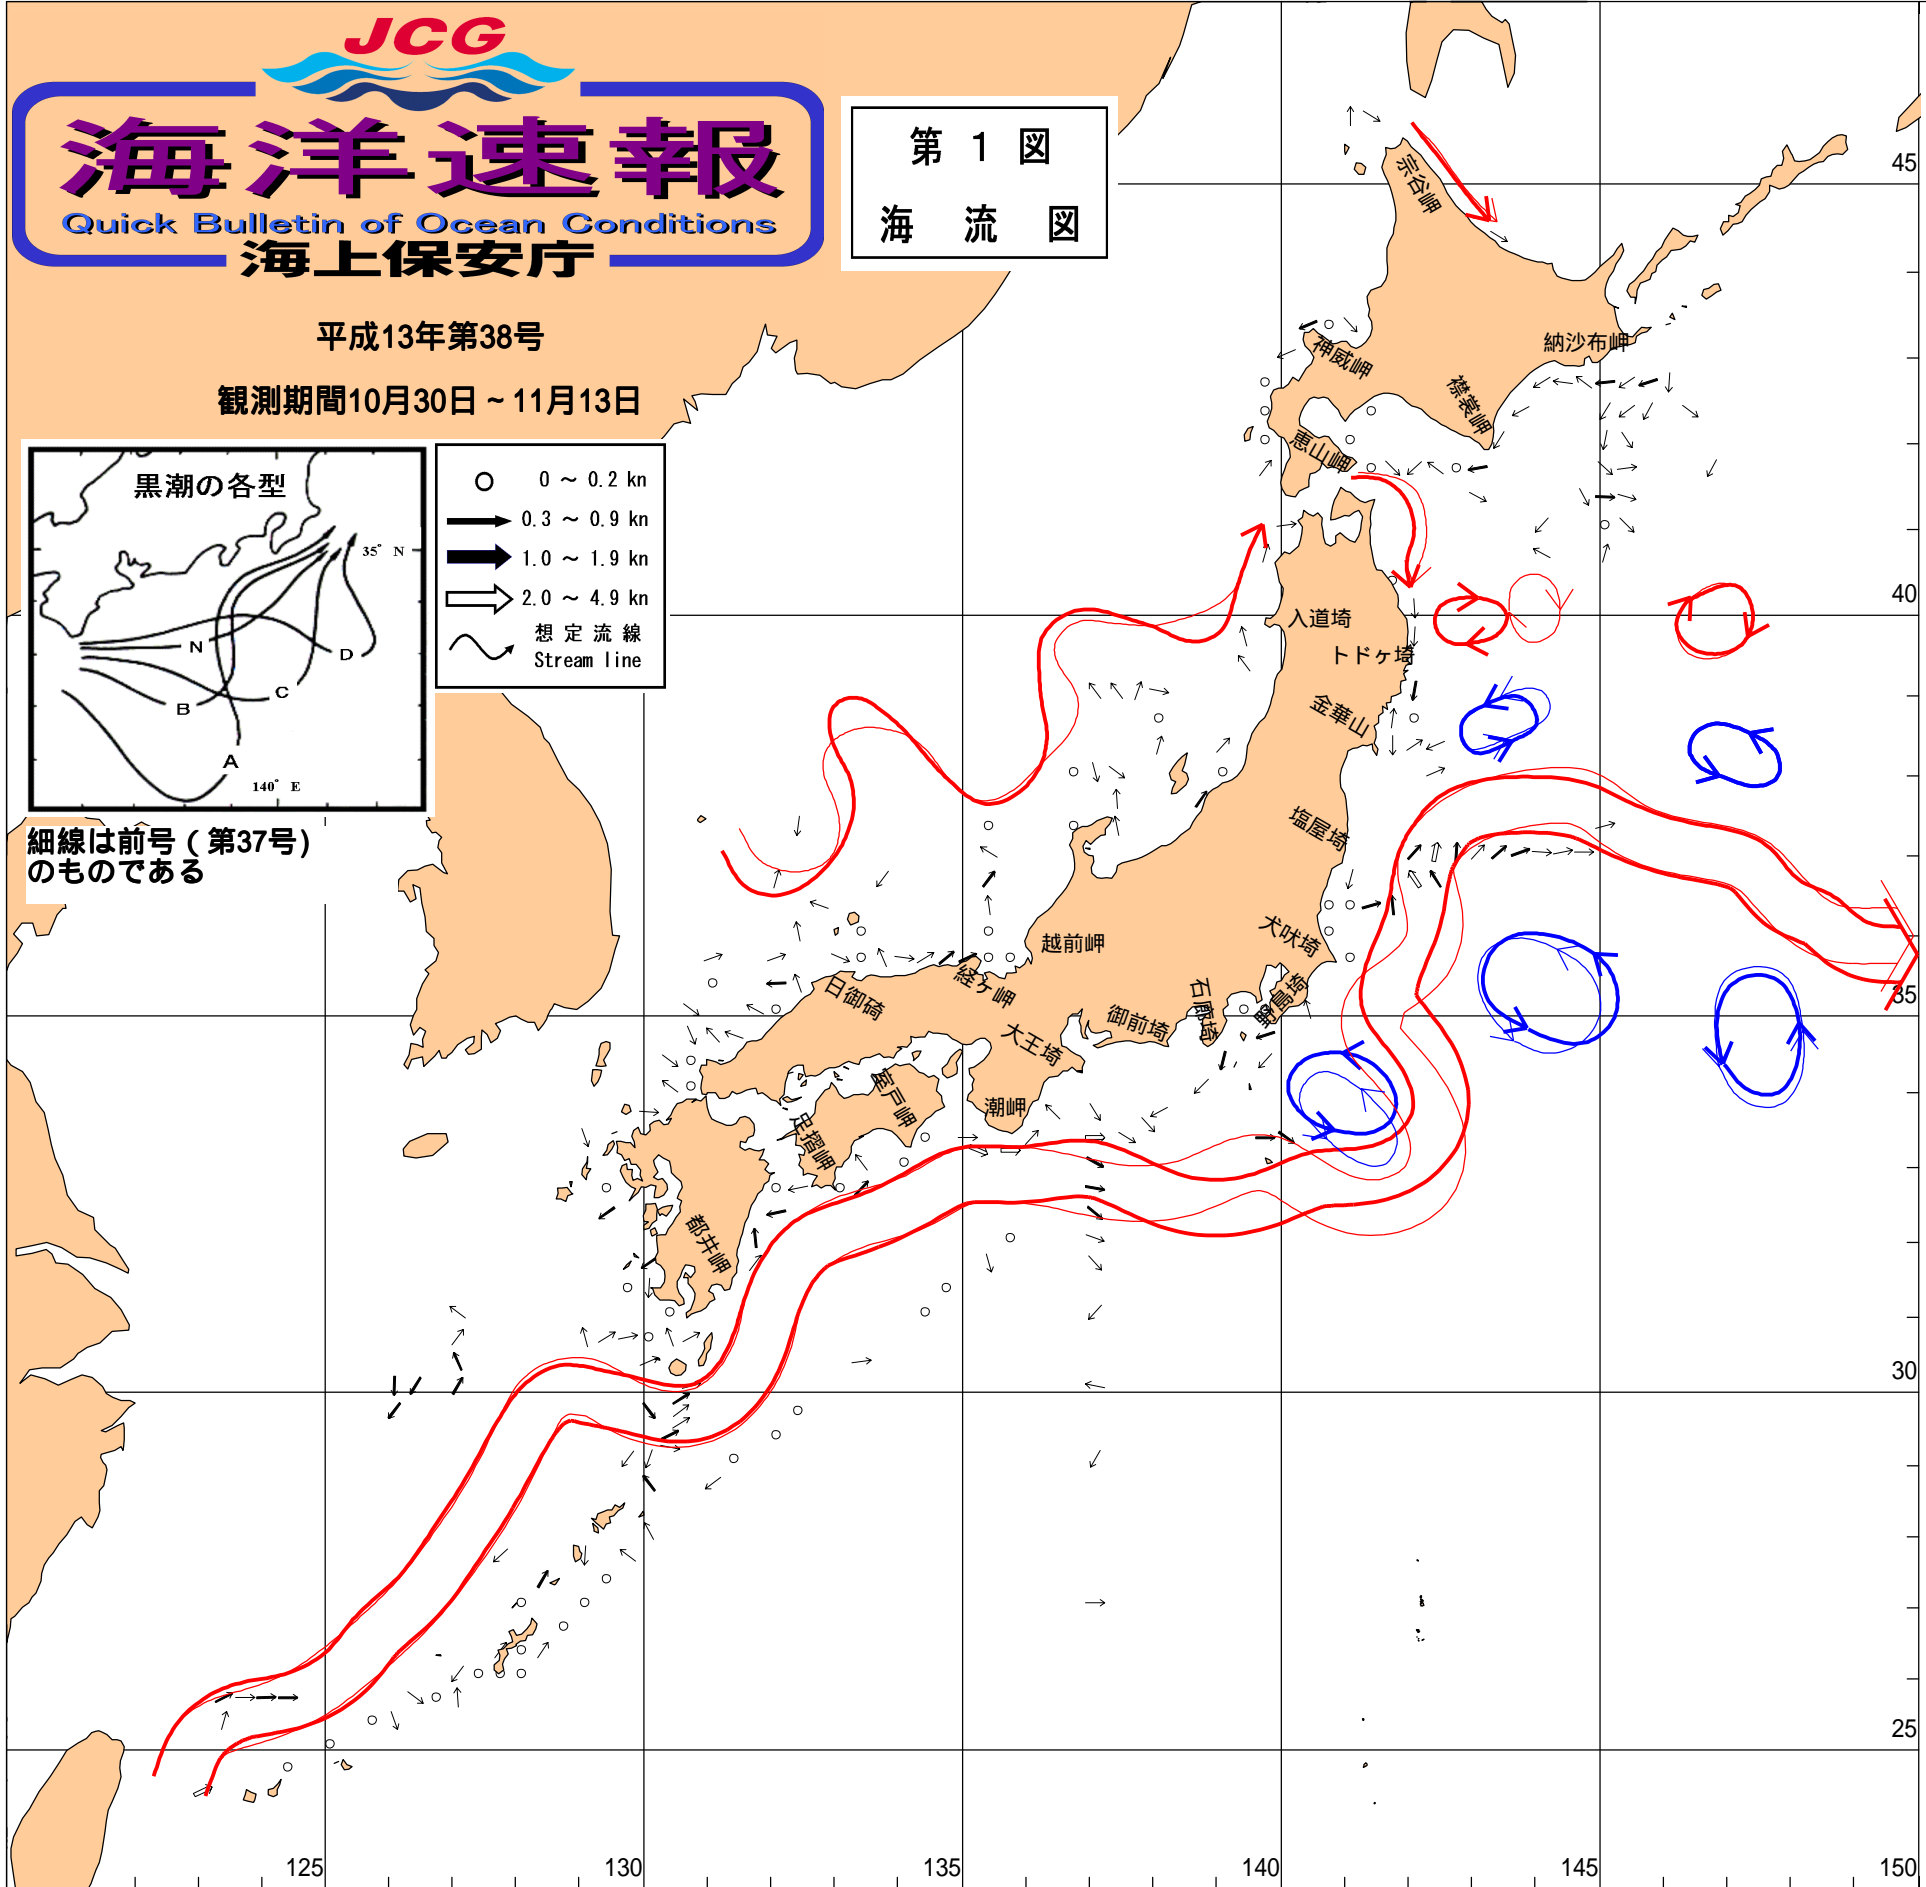 JCG
海洋速報
Quick Bulletin of Ocean Conditions
海上保安庁
平成13年第38号
観測期間10月30日～11月13日
第 1 図
海 流 図
黒潮の各型
35° N
N
D
C
B
A
140° E
0 ～ 0.2 kn
0.3 ～ 0.9 kn
1.0 ～ 1.9 kn
2.0 ～ 4.9 kn
想 定 流 線
Stream line
細線は前号（第37号)
のものである
宗谷岬
45
納沙布岬
神威岬
襟裳岬
恵山岬
40
入道埼
トドヶ埼
金華山
塩屋埼
犬吠埼
越前岬
経ヶ岬
日御碕
石廊埼
野島埼
御前埼
大王埼
35
室戸岬
潮岬
足摺岬
都井岬
30
25
125
130
135
140
145
150